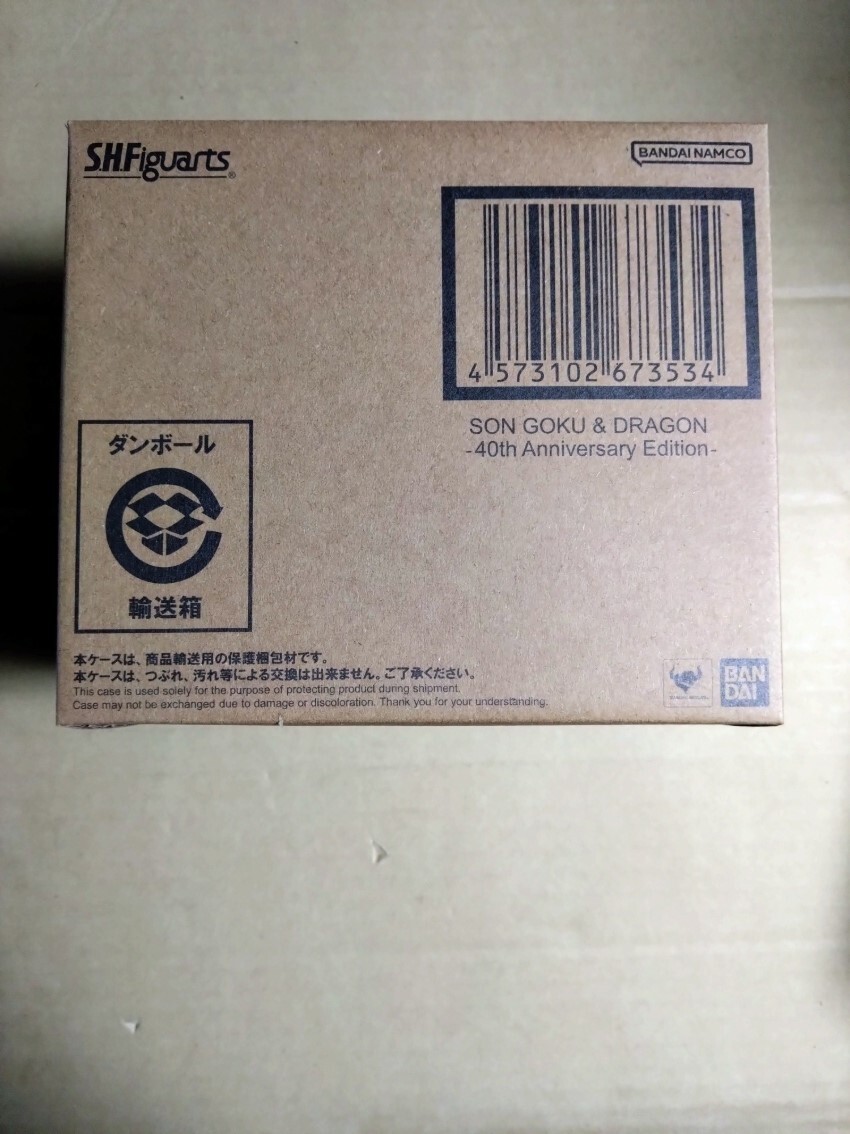 S.H.Figuarts®
BANDAI NAMCO
4 573102 673534
SON GOKU & DRAGON
-40th Anniversary Edition-
ダンボール
輸送箱
本ケースは、商品輸送用の保護梱包材です。
本ケースは、つぶれ、汚れ等による交換は出来ません。ご了承ください。
This case is used solely for the purpose of protecting product during shipment.
Case may not be exchanged due to damage or discoloration. Thank you for your understanding.
BAN
DAI